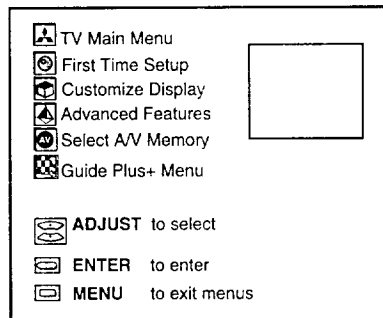 TV Main Menu
First Time Setup
Customize Display
Advanced Features
AV Select A/V Memory
Guide Plus+ Menu
ADJUST to select
ENTER to enter
MENU to exit menus